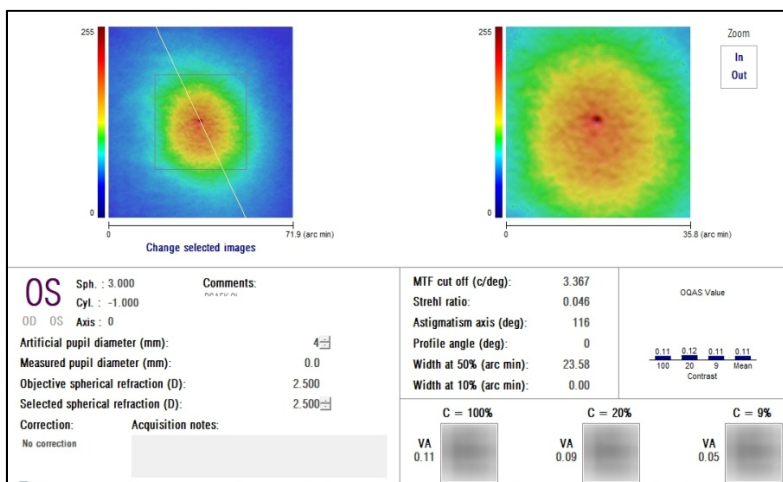 255
0
0
71.9 (arc min)
Change selected images
255
0
0
35.8 (arc min)
Zoom
In
Out
OS
OD OS
Sph. : 3.000
Cyl. : -1.000
Axis : 0
Comments:
Artificial pupil diameter (mm): 4
Measured pupil diameter (mm): 0.0
Objective spherical refraction (D): 2.500
Selected spherical refraction (D): 2.500
Correction: Acquisition notes:
No correction
MTF cut off (c/deg): 3.367
Strehl ratio: 0.046
Astigmatism axis (deg): 116
Profile angle (deg): 0
Width at 50% (arc min): 23.58
Width at 10% (arc min): 0.00
OQAS Value
0.11 0.12 0.11 0.11
100 20 9 Mean
Contrast
C = 100% C = 20% C = 9%
VA VA VA
0.11 0.09 0.05